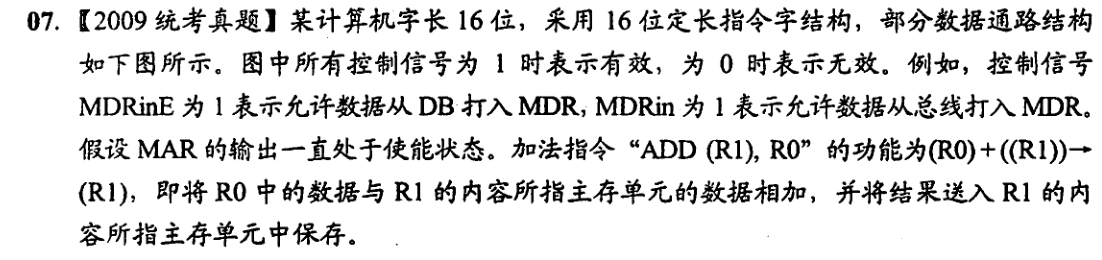 07.【2009 统考真题】某计算机字长 16 位，采用 16 位定长指令字结构，部分数据通路结构
如下图所示。图中所有控制信号为 1 时表示有效，为 0 时表示无效。例如，控制信号
MDRinE 为 1 表示允许数据从 DB 打入 MDR, MDRin 为 1 表示允许数据从总线打入 MDR。
假设 MAR 的输出一直处于使能状态。加法指令“ADD (R1), R0”的功能为(R0)+((R1))→
(R1)，即将 R0 中的数据与 R1 的内容所指主存单元的数据相加，并将结果送入 R1 的内
容所指主存单元中保存。